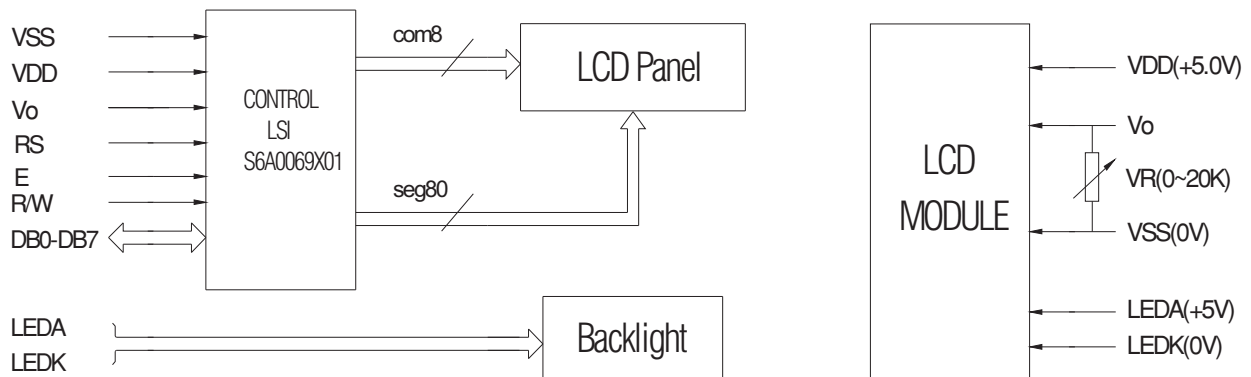 VSS
VDD
Vo
RS
E
R/W
DB0-DB7
CONTROL
LSI
S6A0069X01
com8
seg80
LCD Panel
LEDA
LEDK
Backlight
LCD
MODULE
VDD(+5.0V)
Vo
VR(0~20K)
VSS(0V)
LEDA(+5V)
LEDK(0V)